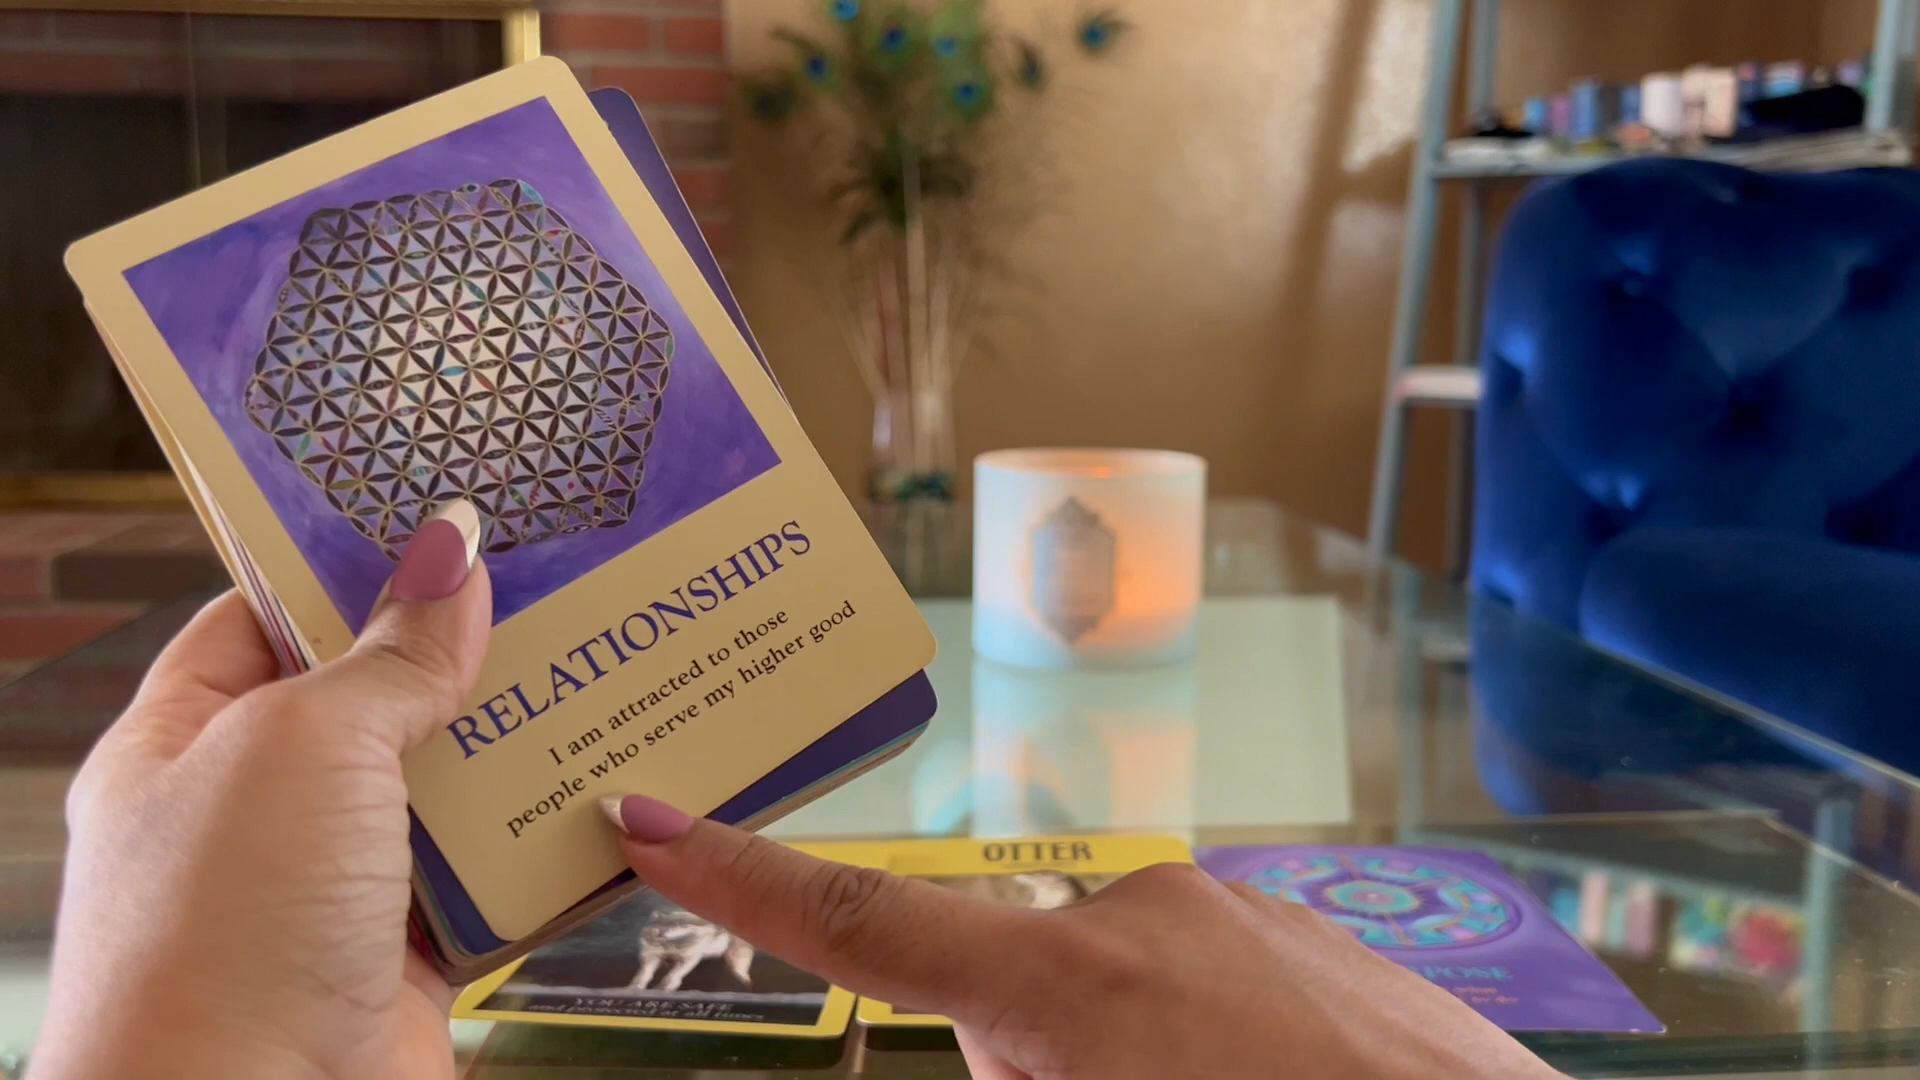 RELATIONSHIPS
I am attracted to those
people who serve my higher good
OTTER
YOU ARE SAFE
and protected at all times